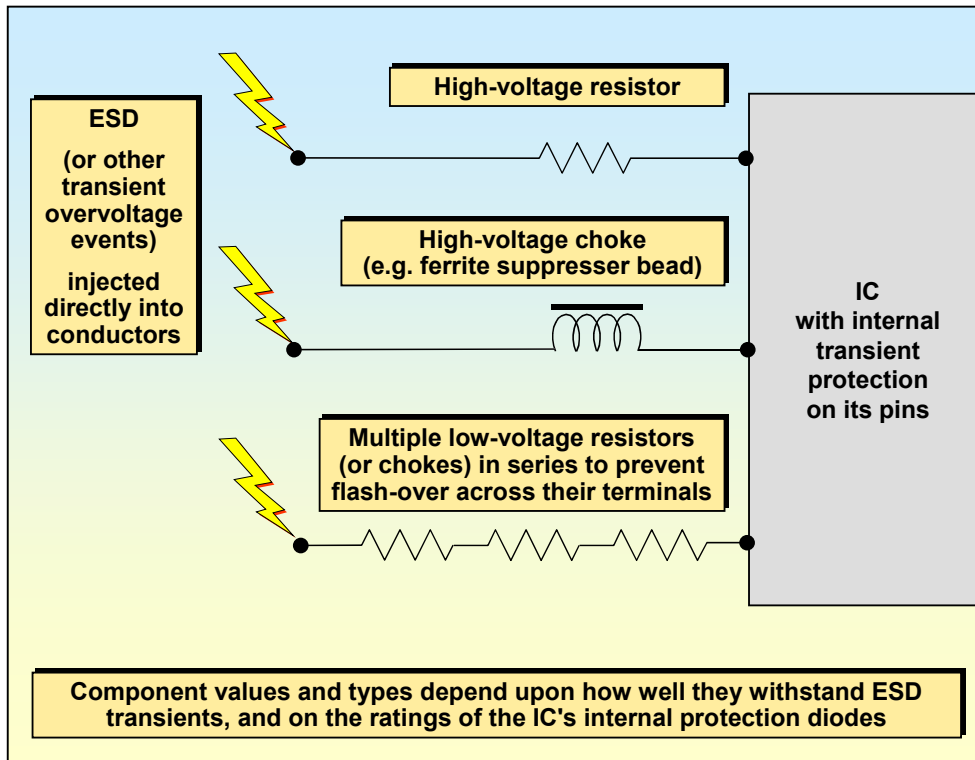 High-voltage resistor
ESD
(or other
transient
overvoltage
events)
injected
directly into
conductors
High-voltage choke
(e.g. ferrite suppresser bead)
IC
with internal
transient
protection
on its pins
Multiple low-voltage resistors
(or chokes) in series to prevent
flash-over across their terminals
Component values and types depend upon how well they withstand ESD
transients, and on the ratings of the IC's internal protection diodes